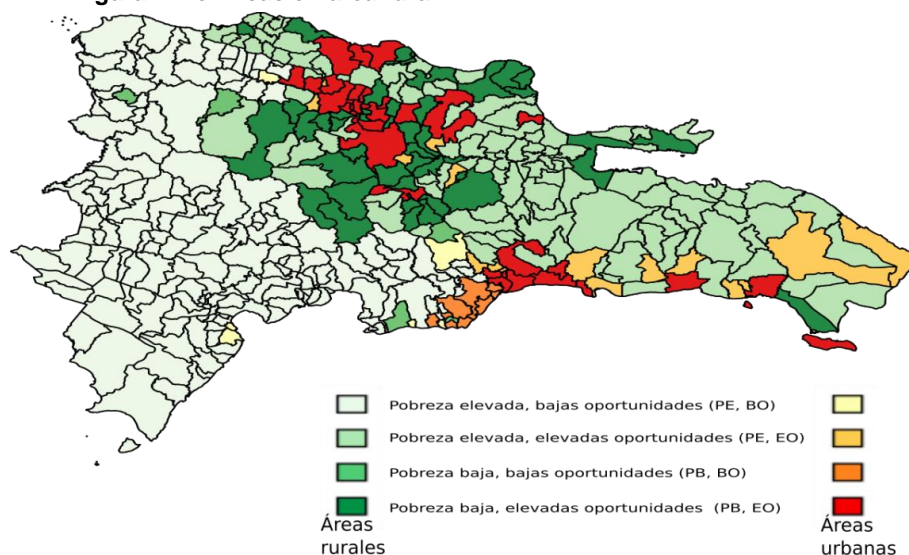 Pobreza elevada, bajas oportunidades (PE, BO)
Pobreza elevada, elevadas oportunidades (PE, EO)
Pobreza baja, bajas oportunidades (PB, BO)
Pobreza baja, elevadas oportunidades (PB, EO)
Áreas
rurales
Áreas
urbanas